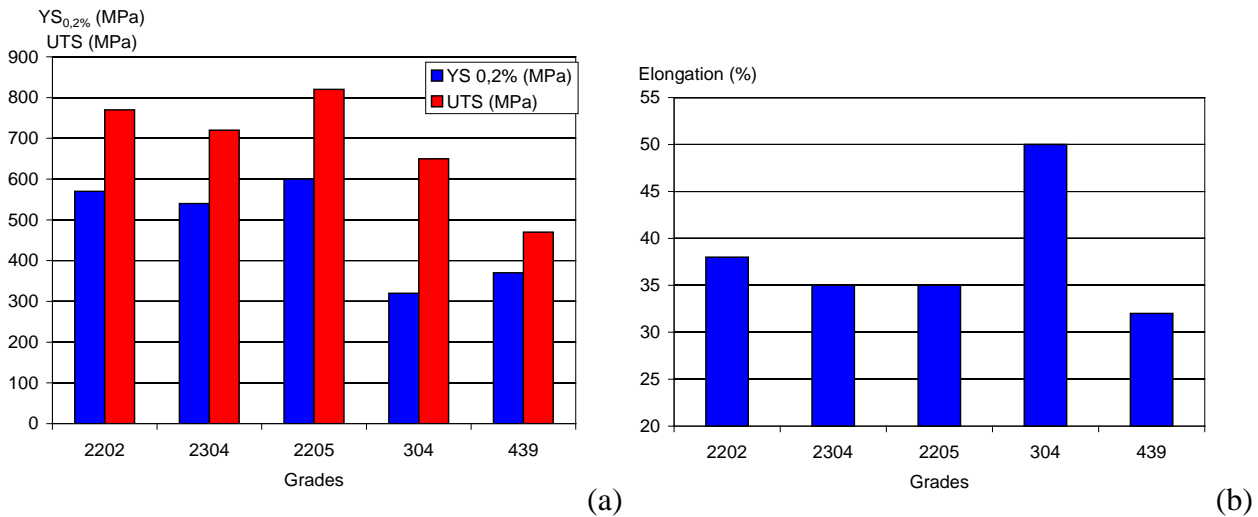 YS0,2% (MPa)
UTS (MPa)
900
800
700
600
500
400
300
200
100
0
YS 0,2% (MPa)
UTS (MPa)
2202 2304 2205 304 439
Grades
(a)
Elongation (%)
55
50
45
40
35
30
25
20
2202 2304 2205 304 439
Grades
(b)